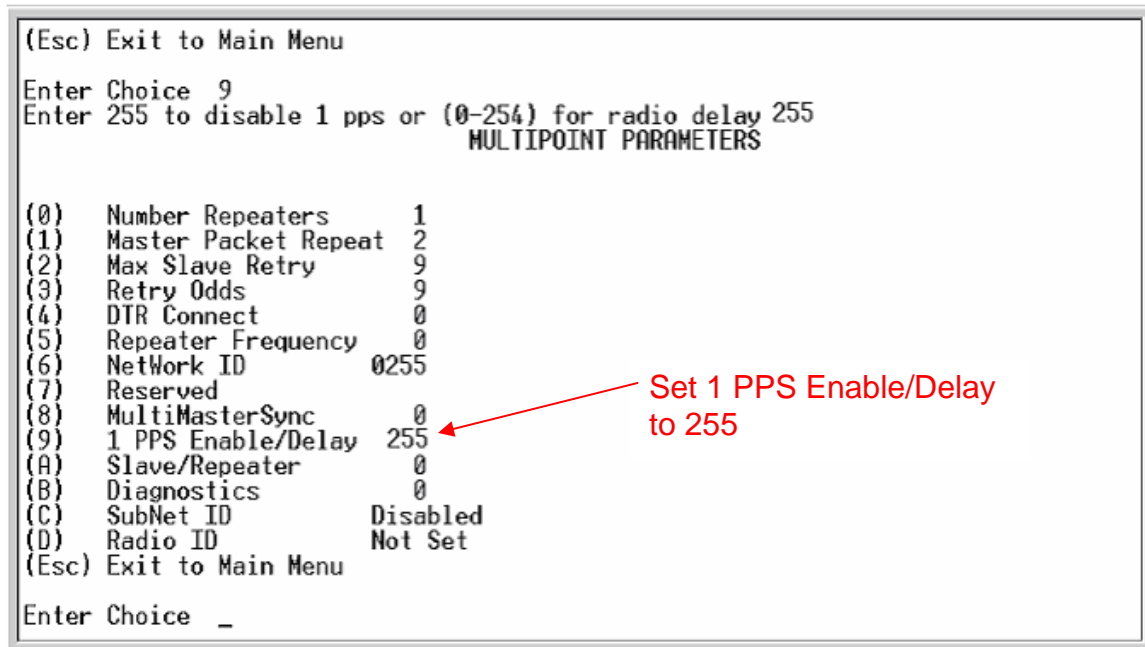 (Esc) Exit to Main Menu
Enter Choice 9
Enter 255 to disable 1 pps or (0-254) for radio delay 255
MULTIPOINT PARAMETERS
(0) Number Repeaters 1
(1) Master Packet Repeat 2
(2) Max Slave Retry 9
(3) Retry Odds 9
(4) DTR Connect 0
(5) Repeater Frequency 0
(6) NetWork ID 0255
(7) Reserved
(8) MultiMasterSync 0
(9) 1 PPS Enable/Delay 255
(A) Slave/Repeater 0
(B) Diagnostics 0
(C) SubNet ID Disabled
(D) Radio ID Not Set
(Esc) Exit to Main Menu
Enter Choice _
Set 1 PPS Enable/Delay
to 255